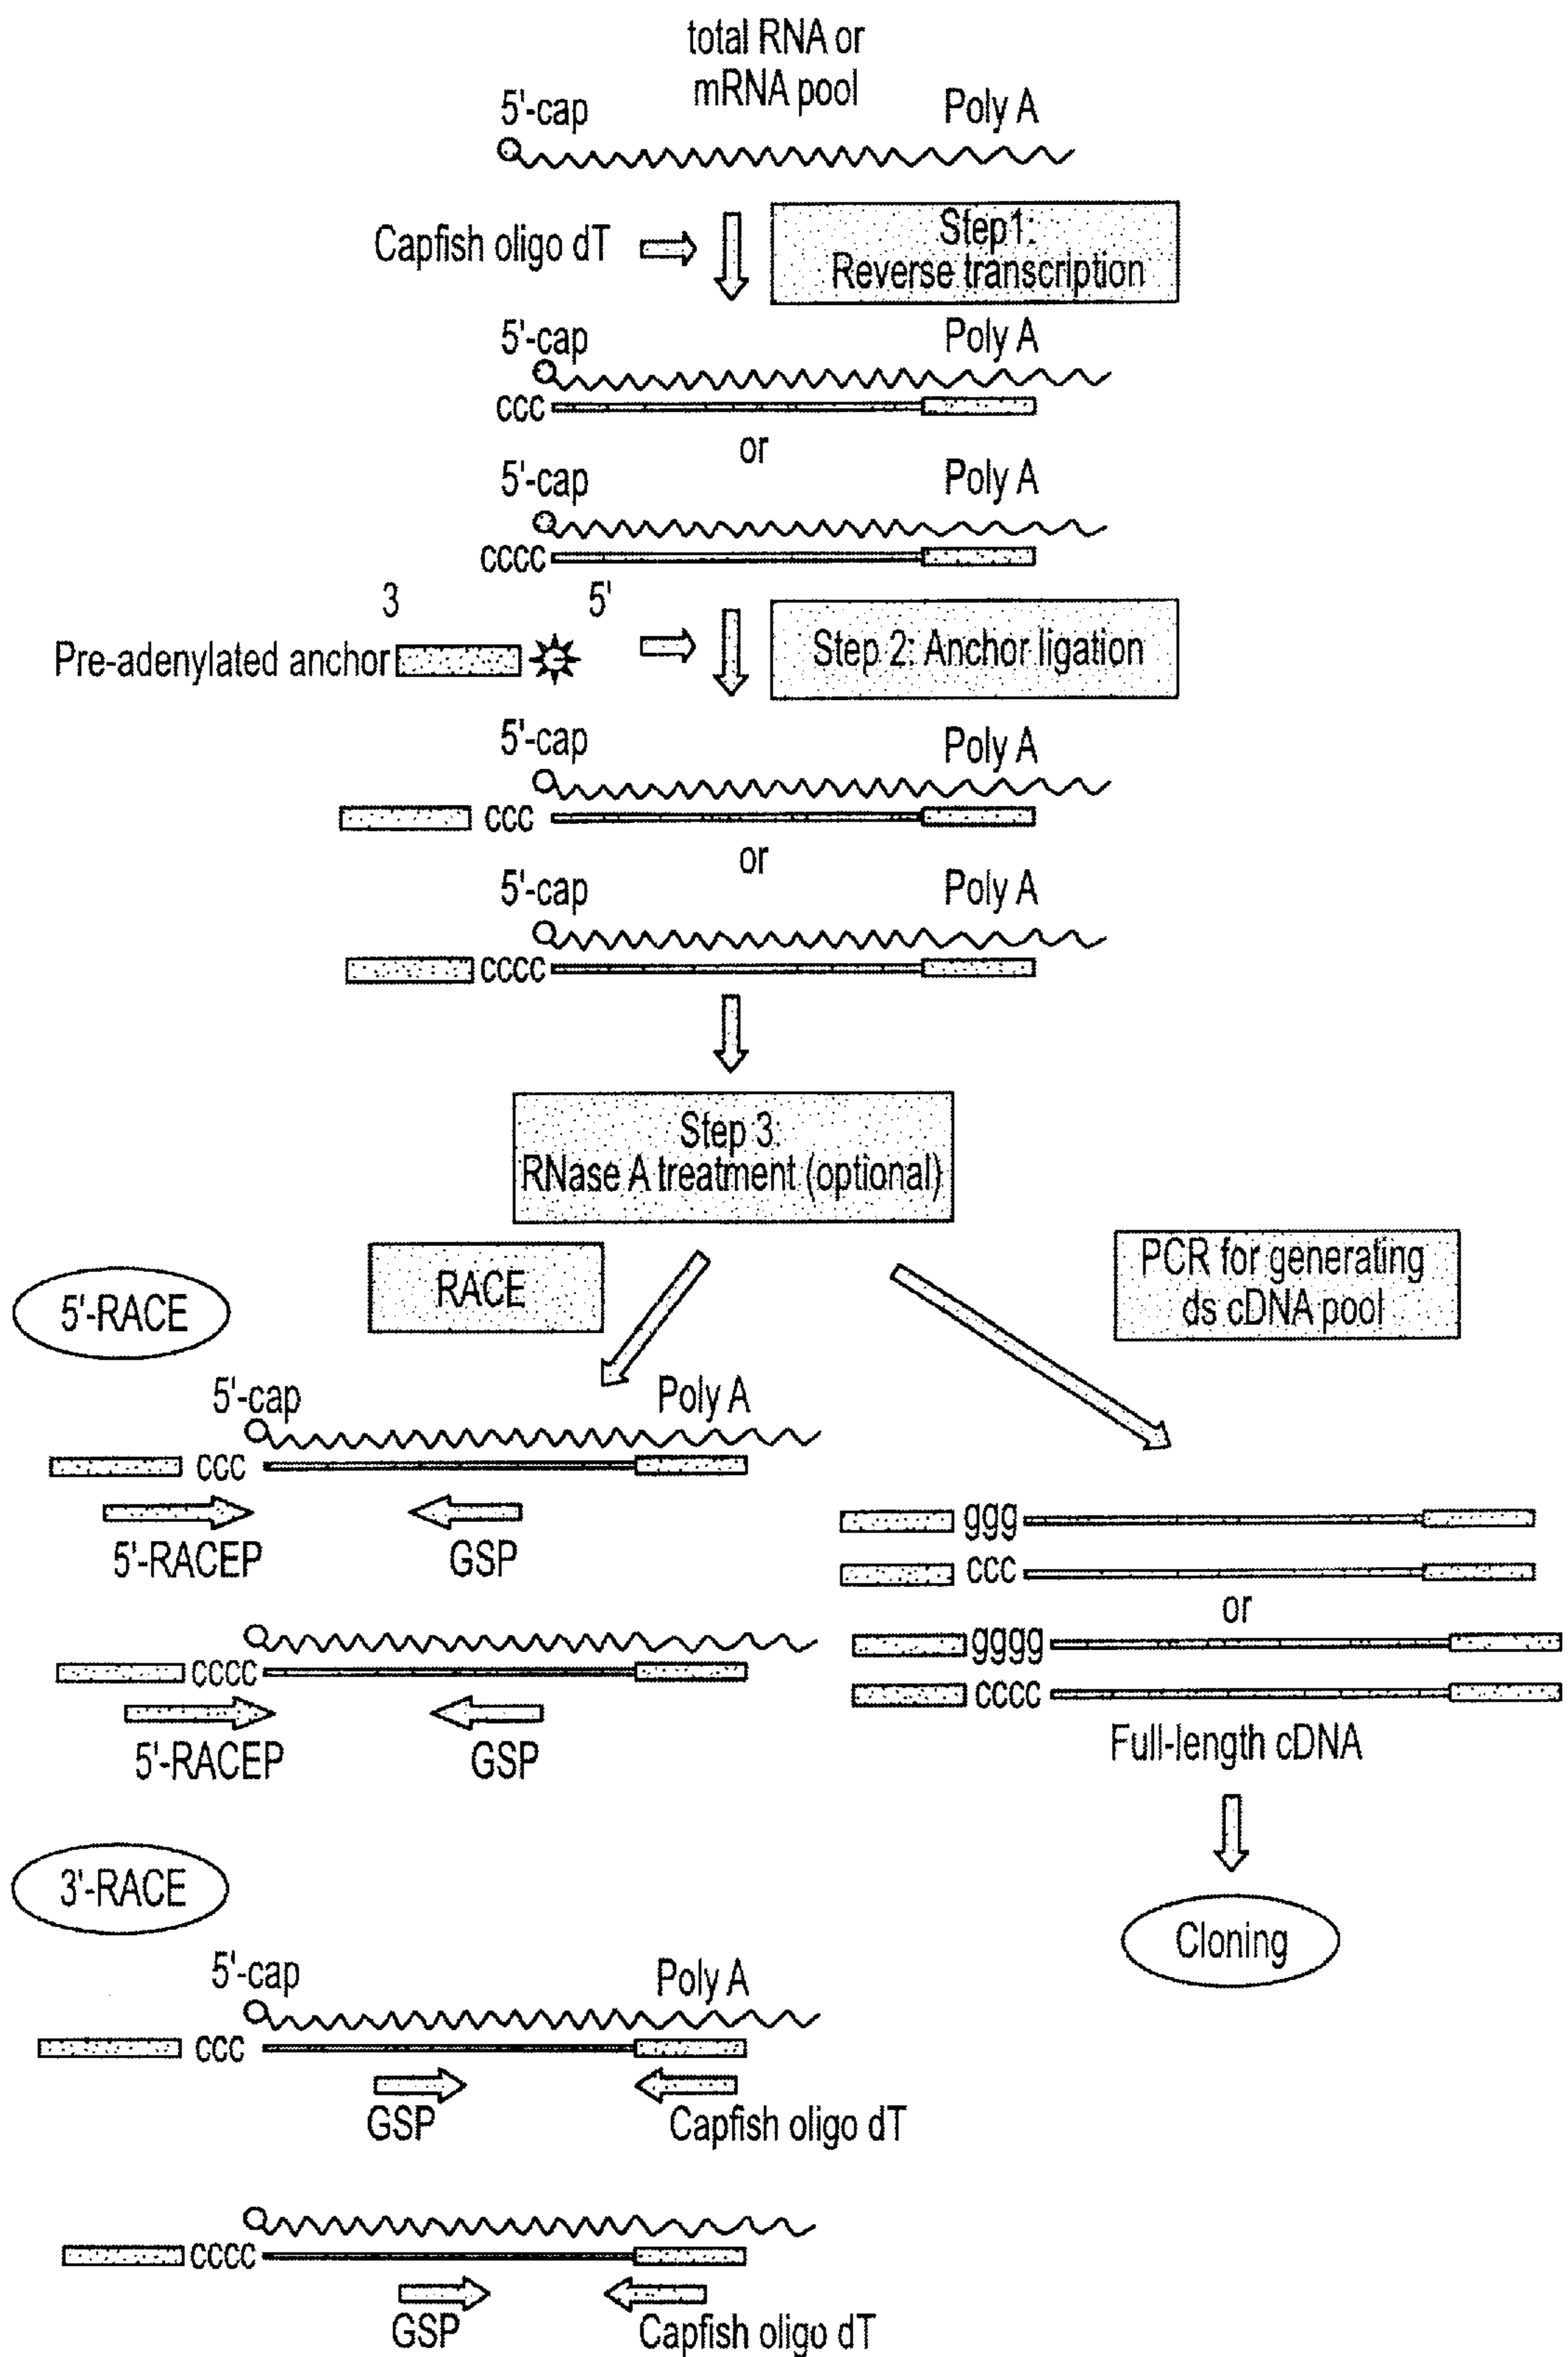 total RNA or
mRNA pool
5'-cap
Poly A
Capfish oligo dT
Step1:
Reverse transcription
5'-cap
Poly A
ccc
or
5'-cap
Poly A
cccc
3
5'
Pre-adenylated anchor
Step 2: Anchor ligation
5'-cap
Poly A
ccc
or
5'-cap
Poly A
cccc
Step 3:
RNase A treatment (optional)
RACE
PCR for generating
ds cDNA pool
5'-RACE
5'-cap
Poly A
ccc
5'-RACEP
GSP
cccc
5'-RACEP
GSP
ggg
ccc
or
gggg
cccc
Full-length cDNA
Cloning
3'-RACE
5'-cap
Poly A
ccc
GSP
Capfish oligo dT
cccc
GSP
Capfish oligo dT